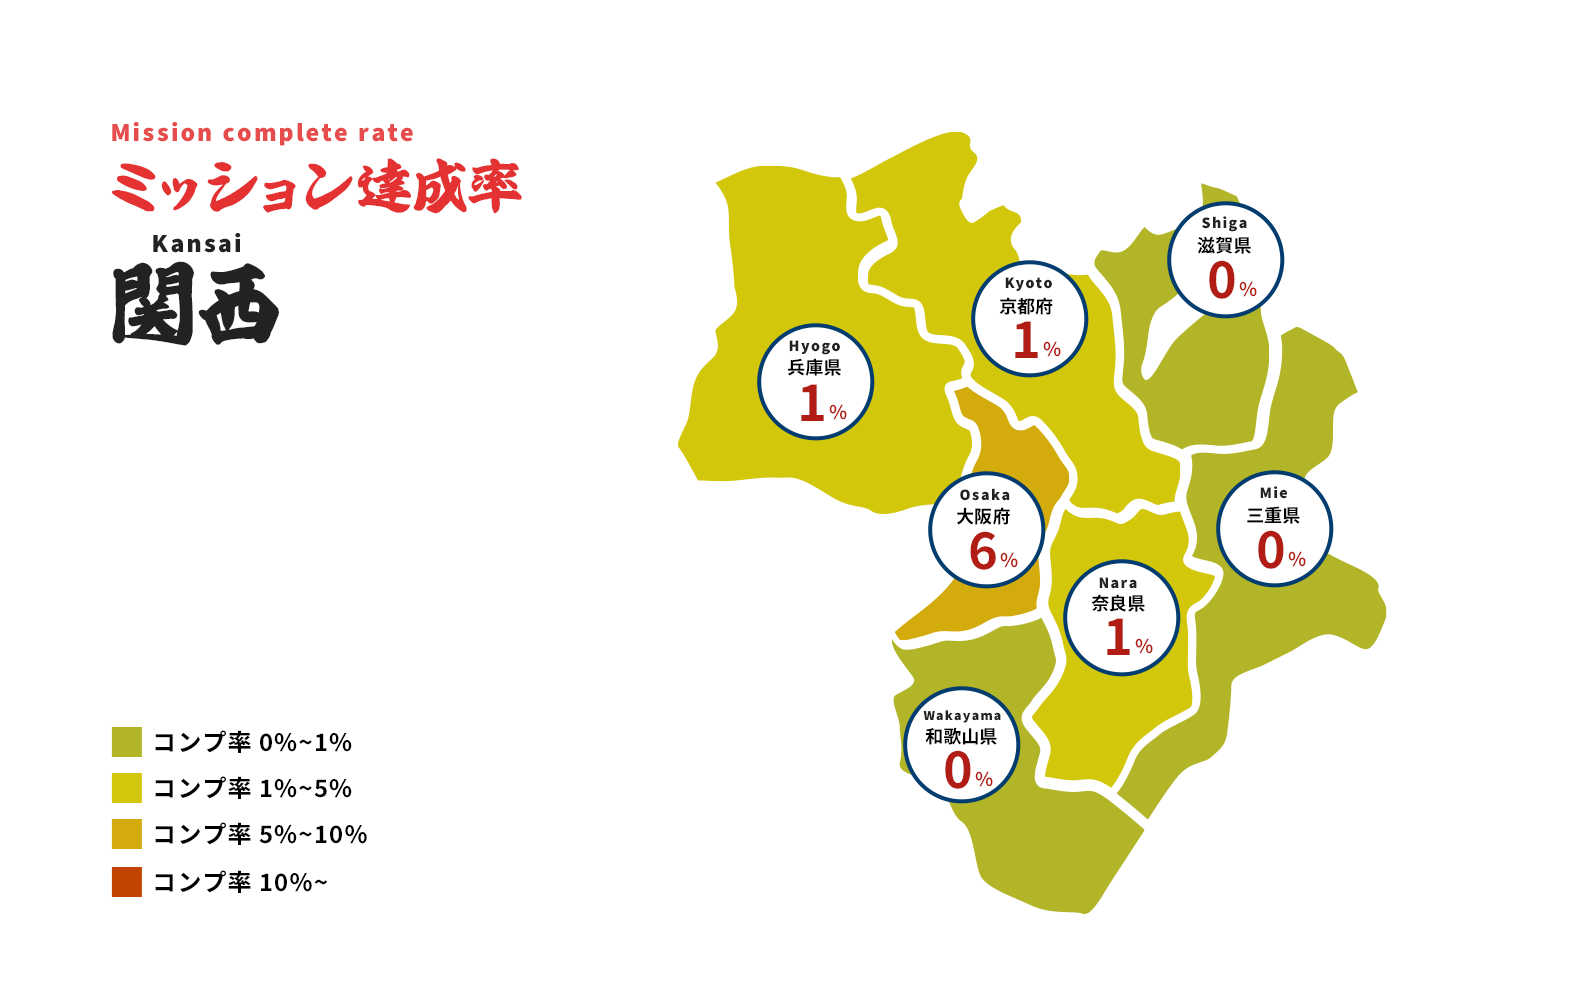 Mission complete rate
ミッション達成率
Kansai
関西
Shiga
滋賀県
0%
Kyoto
京都府
1%
Hyogo
兵庫県
1%
Osaka
大阪府
6%
Mie
三重県
0%
Nara
奈良県
1%
Wakayama
和歌山県
0%
コンプ率 0%~1%
コンプ率 1%~5%
コンプ率 5%~10%
コンプ率 10%~